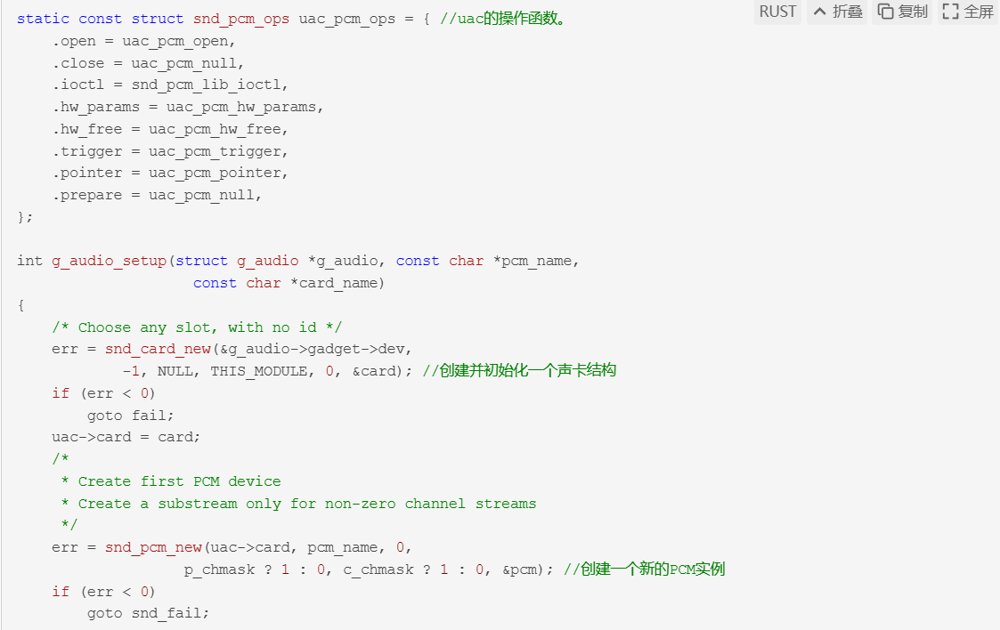 RUST 折叠 复制 全屏
static const struct snd_pcm_ops uac_pcm_ops = { //uac的操作函数。
    .open = uac_pcm_open,
    .close = uac_pcm_null,
    .ioctl = snd_pcm_lib_ioctl,
    .hw_params = uac_pcm_hw_params,
    .hw_free = uac_pcm_hw_free,
    .trigger = uac_pcm_trigger,
    .pointer = uac_pcm_pointer,
    .prepare = uac_pcm_null,
};

int g_audio_setup(struct g_audio *g_audio, const char *pcm_name,
                    const char *card_name)
{
    /* Choose any slot, with no id */
    err = snd_card_new(&g_audio->gadget->dev,
            -1, NULL, THIS_MODULE, 0, &card); //创建并初始化一个声卡结构
    if (err < 0)
        goto fail;
    uac->card = card;
    /*
     * Create first PCM device
     * Create a substream only for non-zero channel streams
     */
    err = snd_pcm_new(uac->card, pcm_name, 0,
                   p_chmask ? 1 : 0, c_chmask ? 1 : 0, &pcm); //创建一个新的PCM实例
    if (err < 0)
        goto snd_fail;